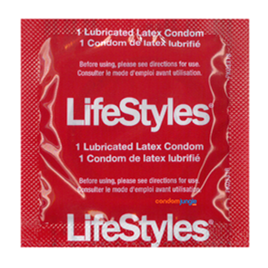 1 Lubricated Latex Condom
1 Condom de latex lubrifié
Before using, please see directions for use.
Consulter le mode d'emploi avant utilisation.
LifeStyles®
1 Lubricated Latex Condom
1 Condom de latex lubrifié
Before using, please see directions for use.
Consulter le mode d'emploi avant utilisation.
condomjungle
LifeStyles®